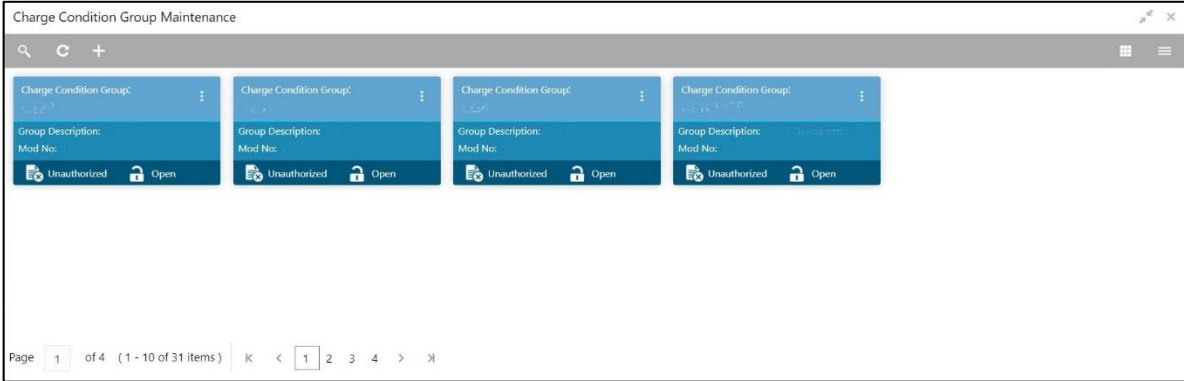 Charge Condition Group Maintenance
Charge Condition Group: Charge Condition Group: Charge Condition Group: Charge Condition Group:
Group Description: Group Description: Group Description: Group Description:
Mod No: Mod No: Mod No: Mod No:
Unauthorized Open Unauthorized Open Unauthorized Open Unauthorized Open
Page 1 of 4 ( 1 - 10 of 31 items ) 1 2 3 4